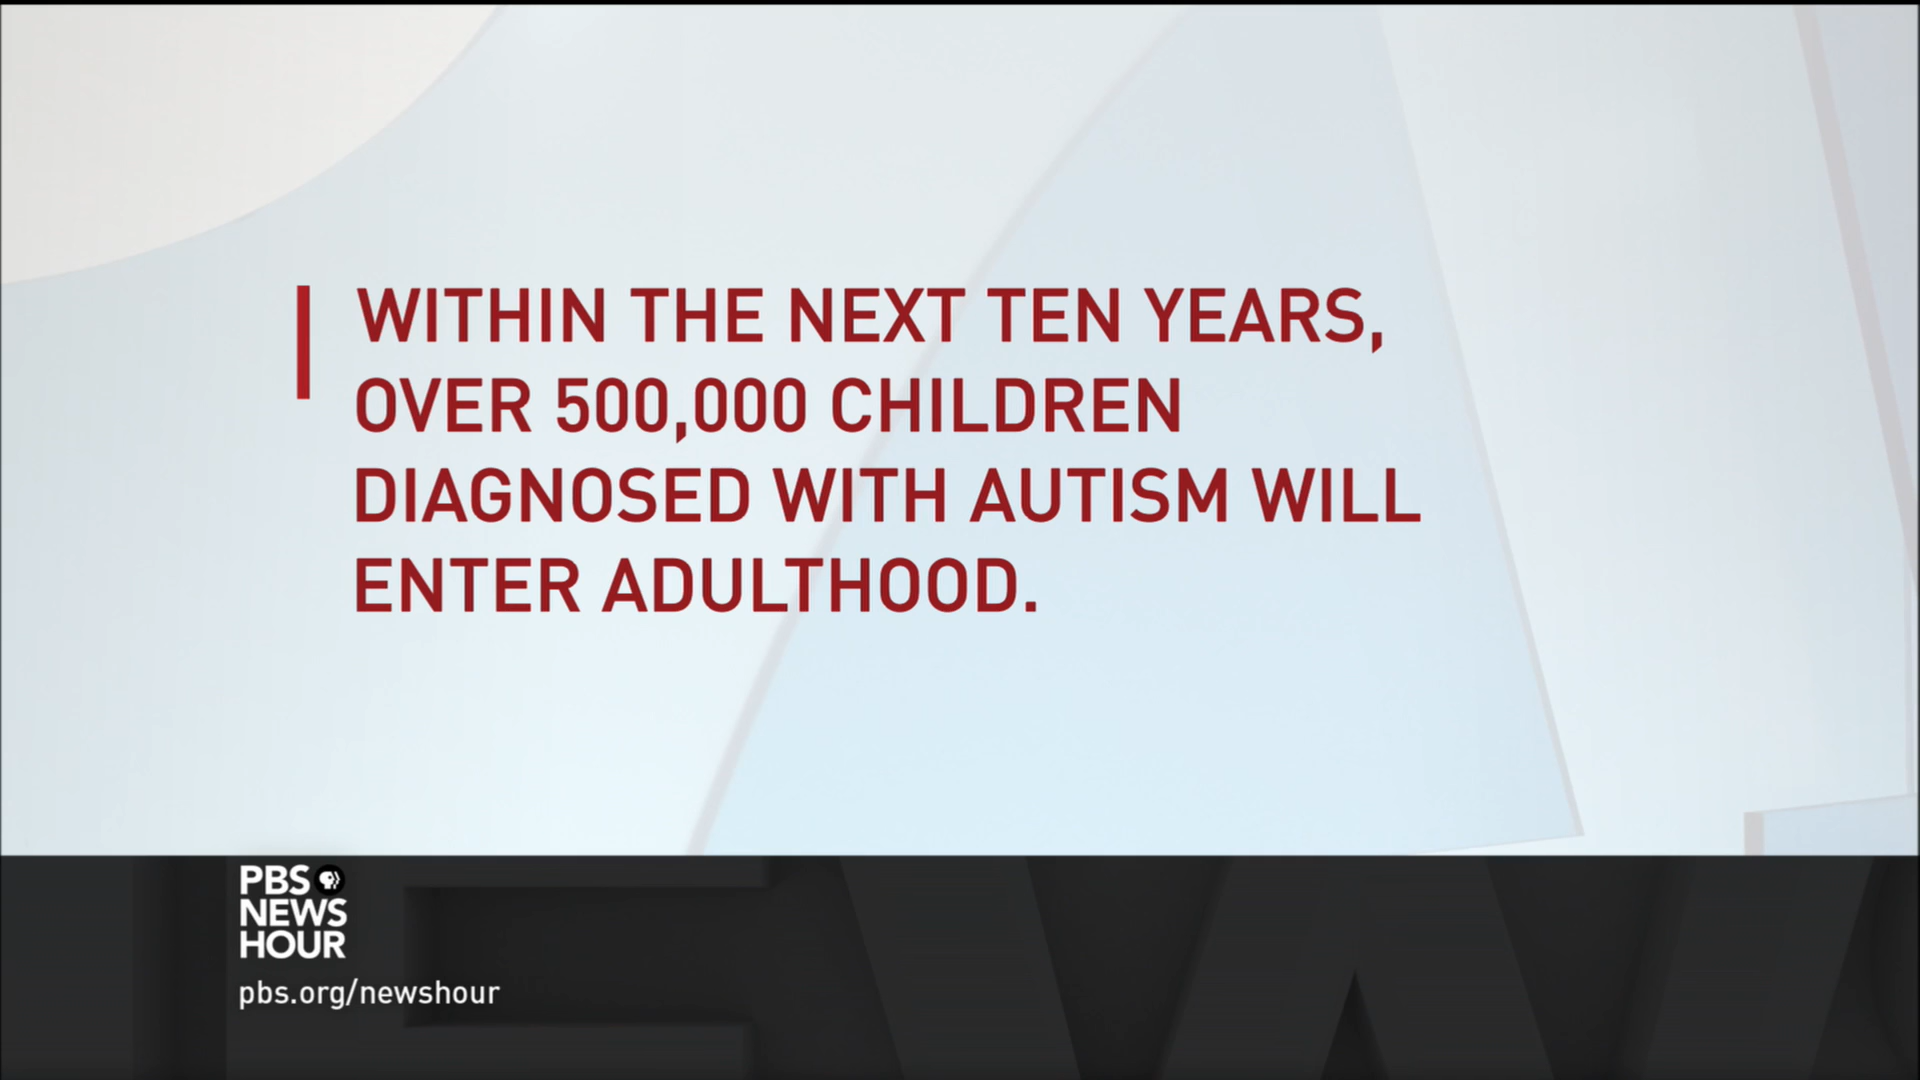 WITHIN THE NEXT TEN YEARS,
OVER 500,000 CHILDREN
DIAGNOSED WITH AUTISM WILL
ENTER ADULTHOOD.
PBS
NEWS
HOUR
pbs.org/newshour